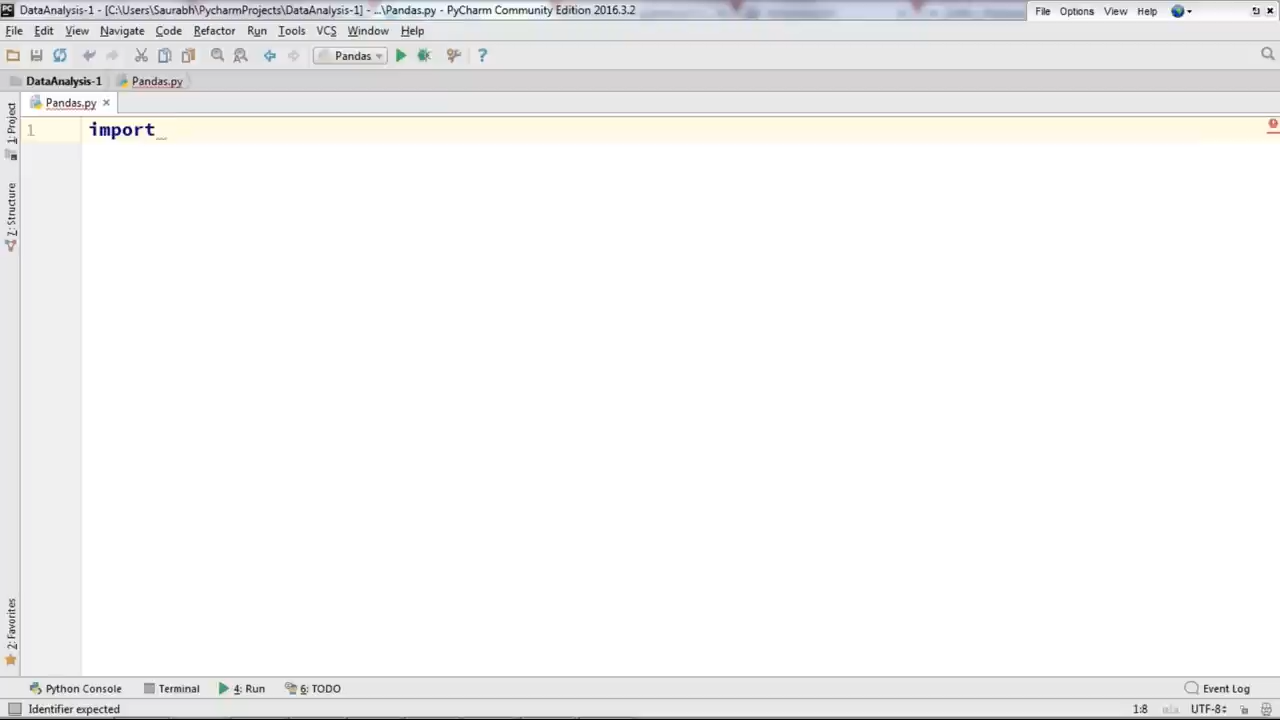 DataAnalysis-1 - [C:\Users\Saurabh\PycharmProjects\DataAnalysis-1] - ...\Pandas.py - PyCharm Community Edition 2016.3.2
File Options View Help
File Edit View Navigate Code Refactor Run Tools VCS Window Help
Pandas
DataAnalysis-1 Pandas.py
Pandas.py
1: Project
1 import
7: Structure
2: Favorites
Python Console Terminal 4: Run 6: TODO Event Log
Identifier expected 1:8 n/a UTF-8